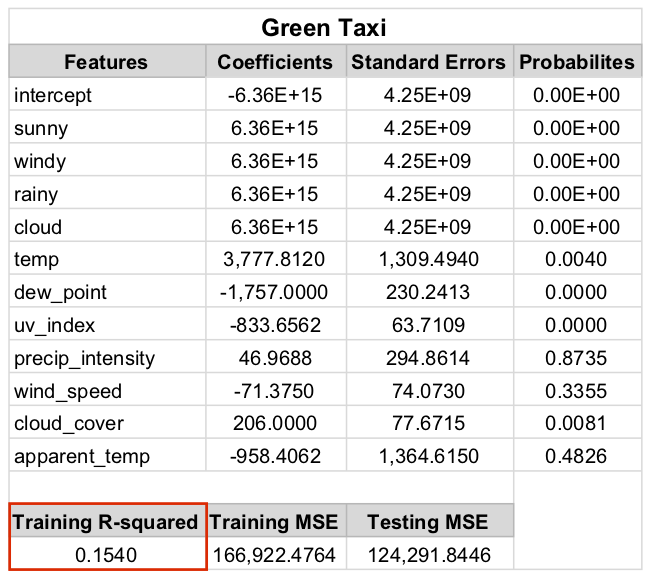 Green Taxi
Features Coefficients Standard Errors Probabilites
intercept -6.36E+15 4.25E+09 0.00E+00
sunny 6.36E+15 4.25E+09 0.00E+00
windy 6.36E+15 4.25E+09 0.00E+00
rainy 6.36E+15 4.25E+09 0.00E+00
cloud 6.36E+15 4.25E+09 0.00E+00
temp 3,777.8120 1,309.4940 0.0040
dew_point -1,757.0000 230.2413 0.0000
uv_index -833.6562 63.7109 0.0000
precip_intensity 46.9688 294.8614 0.8735
wind_speed -71.3750 74.0730 0.3355
cloud_cover 206.0000 77.6715 0.0081
apparent_temp -958.4062 1,364.6150 0.4826
Training R-squared Training MSE Testing MSE
0.1540 166,922.4764 124,291.8446